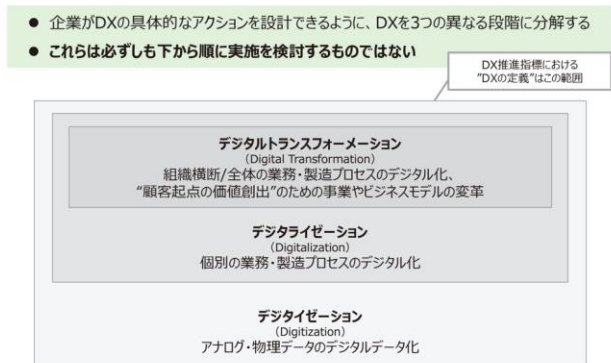 ● 企業がDXの具体的なアクションを設計できるように、DXを3つの異なる段階に分解する
● これらは必ずしも下から順に実施を検討するものではない
DX推進指標における
"DXの定義"はこの範囲
デジタルトランスフォーメーション
(Digital Transformation)
組織横断/全体の業務・製造プロセスのデジタル化、
"顧客起点の価値創出"のための事業やビジネスモデルの変革
デジタライゼーション
(Digitalization)
個別の業務・製造プロセスのデジタル化
デジタイゼーション
(Digitization)
アナログ・物理データのデジタルデータ化